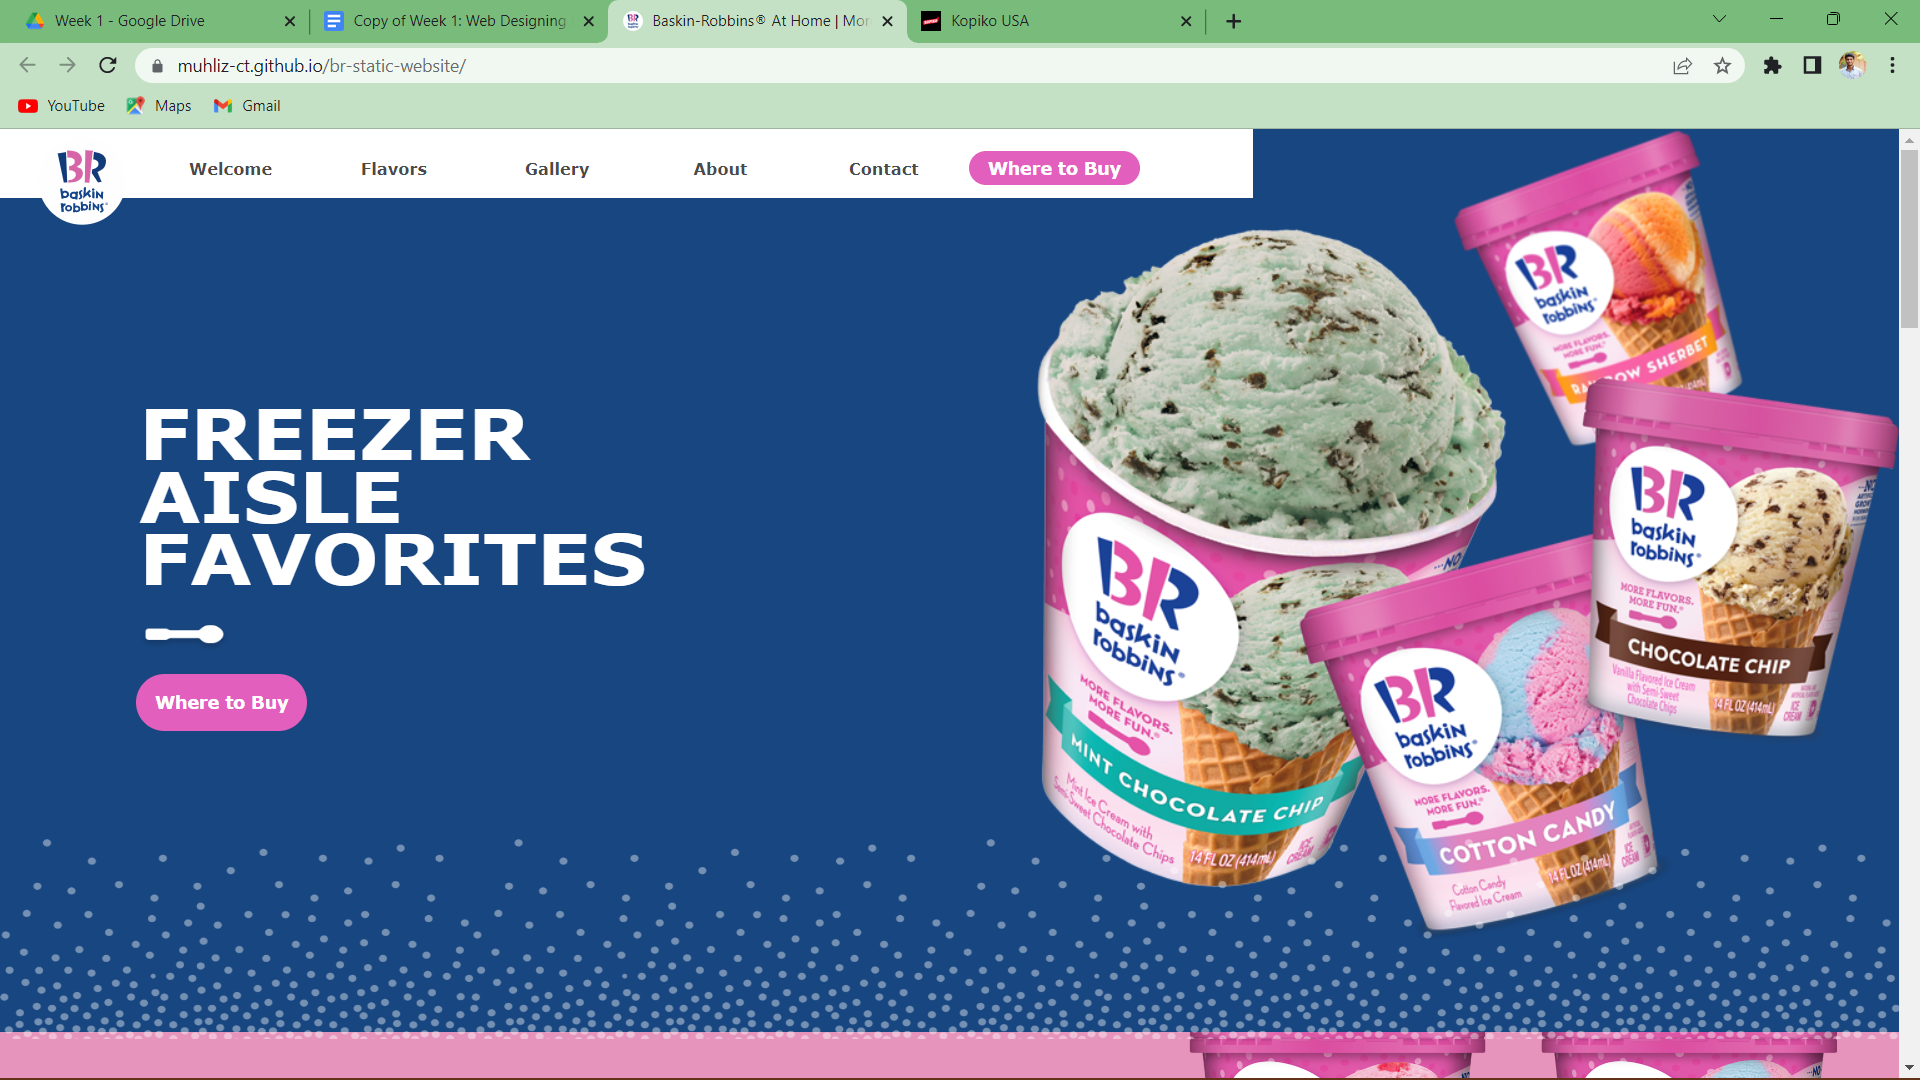 Week 1 - Google Drive
Copy of Week 1: Web Designing
Baskin-Robbins® At Home | Mor
Kopiko USA
muhliz-ct.github.io/br-static-website/
YouTube
Maps
Gmail
BR
baskin
robbins
Welcome
Flavors
Gallery
About
Contact
Where to Buy
FREEZER
AISLE
FAVORITES
Where to Buy
BR
baskin
robbins
MORE FLAVORS.
MORE FUN.®
RAINBOW SHERBET
BR
baskin
robbins®
MORE FLAVORS.
MORE FUN.®
CHOCOLATE CHIP
Vanilla Flavored Ice Cream
with Semi-Sweet
Chocolate Chips
14 FL OZ (414mL)
ICE
CREAM
...NO
BR
baskin
robbins®
MORE FLAVORS.
MORE FUN.®
MINT CHOCOLATE CHIP
Mint Ice Cream with
Semi-Sweet Chocolate Chips
14 FL OZ (414mL)
ICE
CREAM
BR
baskin
robbins®
MORE FLAVORS.
MORE FUN.®
COTTON CANDY
Cotton Candy
Flavored Ice Cream
14 FL OZ (414mL)
ICE
CREAM